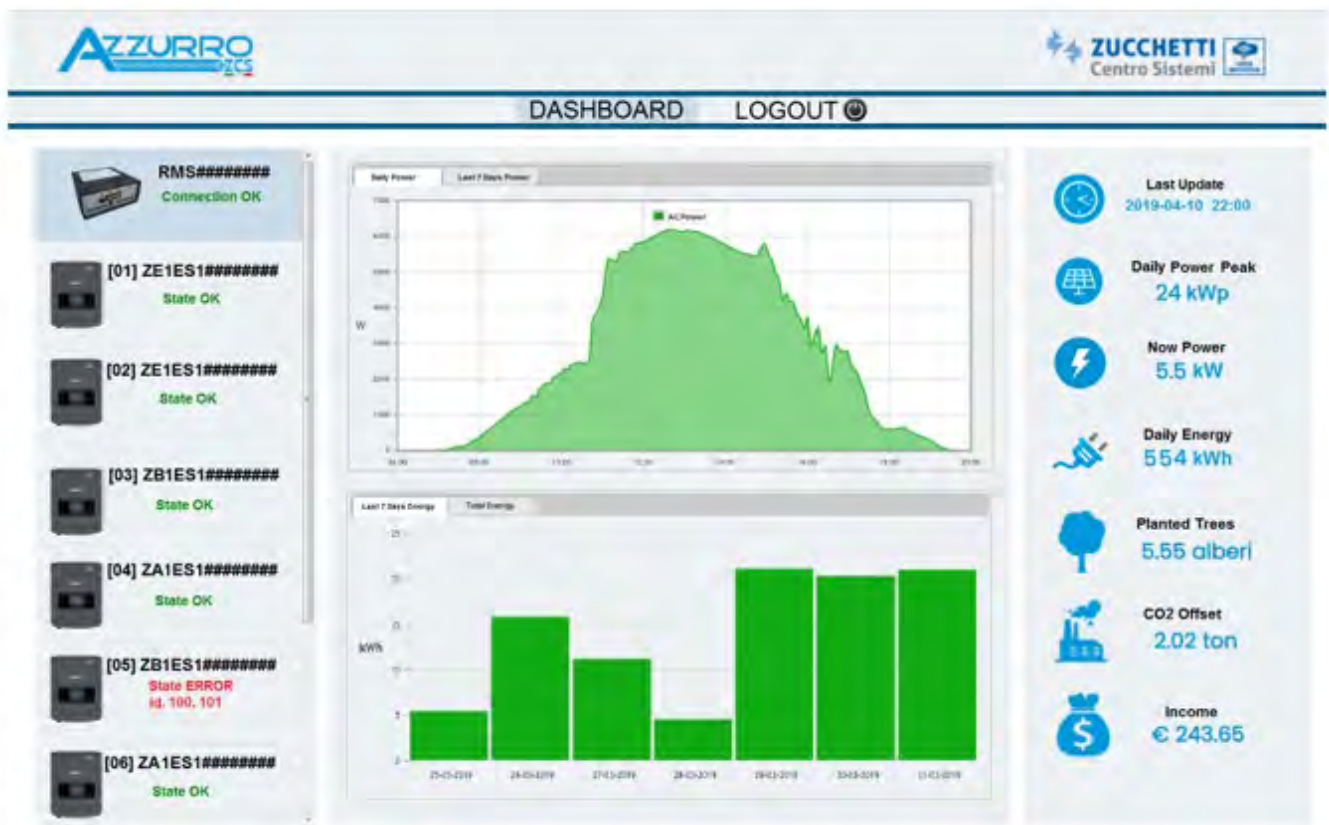 AZZURRO
ZCS
ZUCCHETTI
Centro Sistemi
DASHBOARD LOGOUT
RMS########
Connection OK
[01] ZE1ES1########
State OK
[02] ZE1ES1########
State OK
[03] ZB1ES1########
State OK
[04] ZA1ES1########
State OK
[05] ZB1ES1########
State ERROR
id. 100, 101
[06] ZA1ES1########
State OK
Daily Power Last 7 Days Power
AC Power
W
Last 7 Days Energy Total Energy
kWh
Last Update
2019-04-10 22:00
Daily Power Peak
24 kWp
Now Power
5.5 kW
Daily Energy
554 kWh
Planted Trees
5.55 alberi
CO2 Offset
2.02 ton
Income
€ 243.65